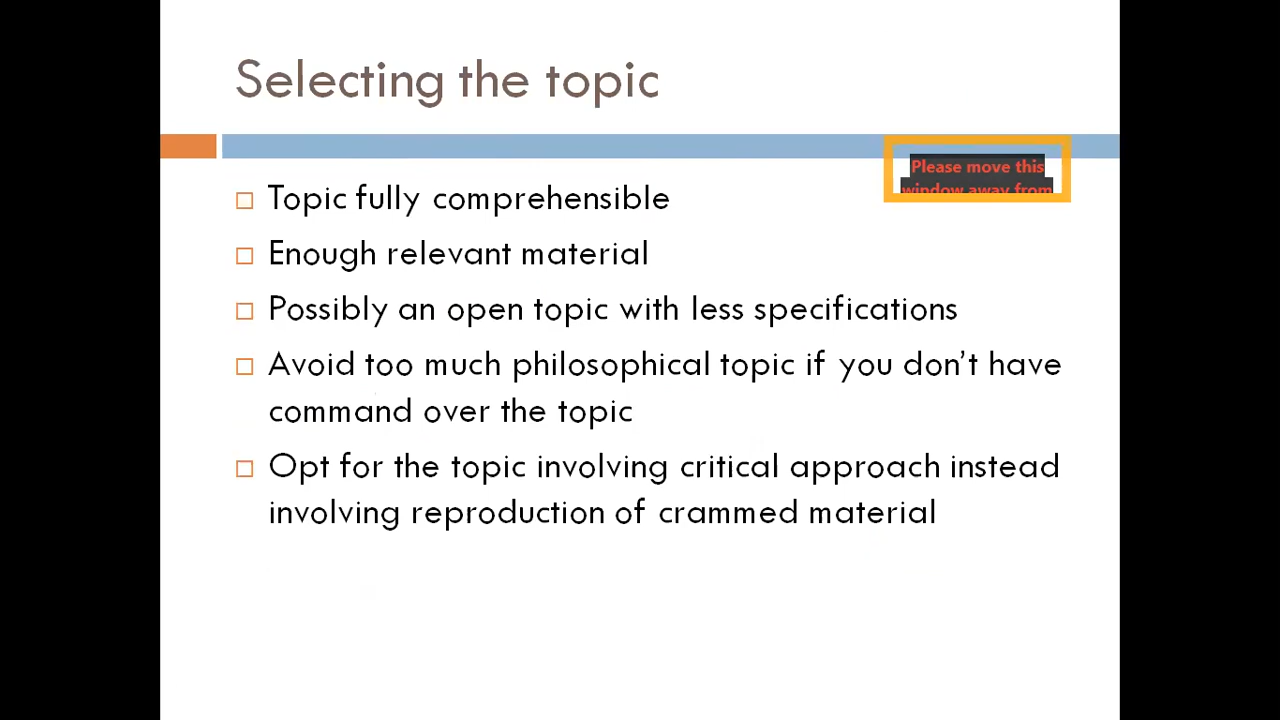 Selecting the topic
Please move this
window away from
Topic fully comprehensible
Enough relevant material
Possibly an open topic with less specifications
Avoid too much philosophical topic if you don't have
command over the topic
Opt for the topic involving critical approach instead
involving reproduction of crammed material